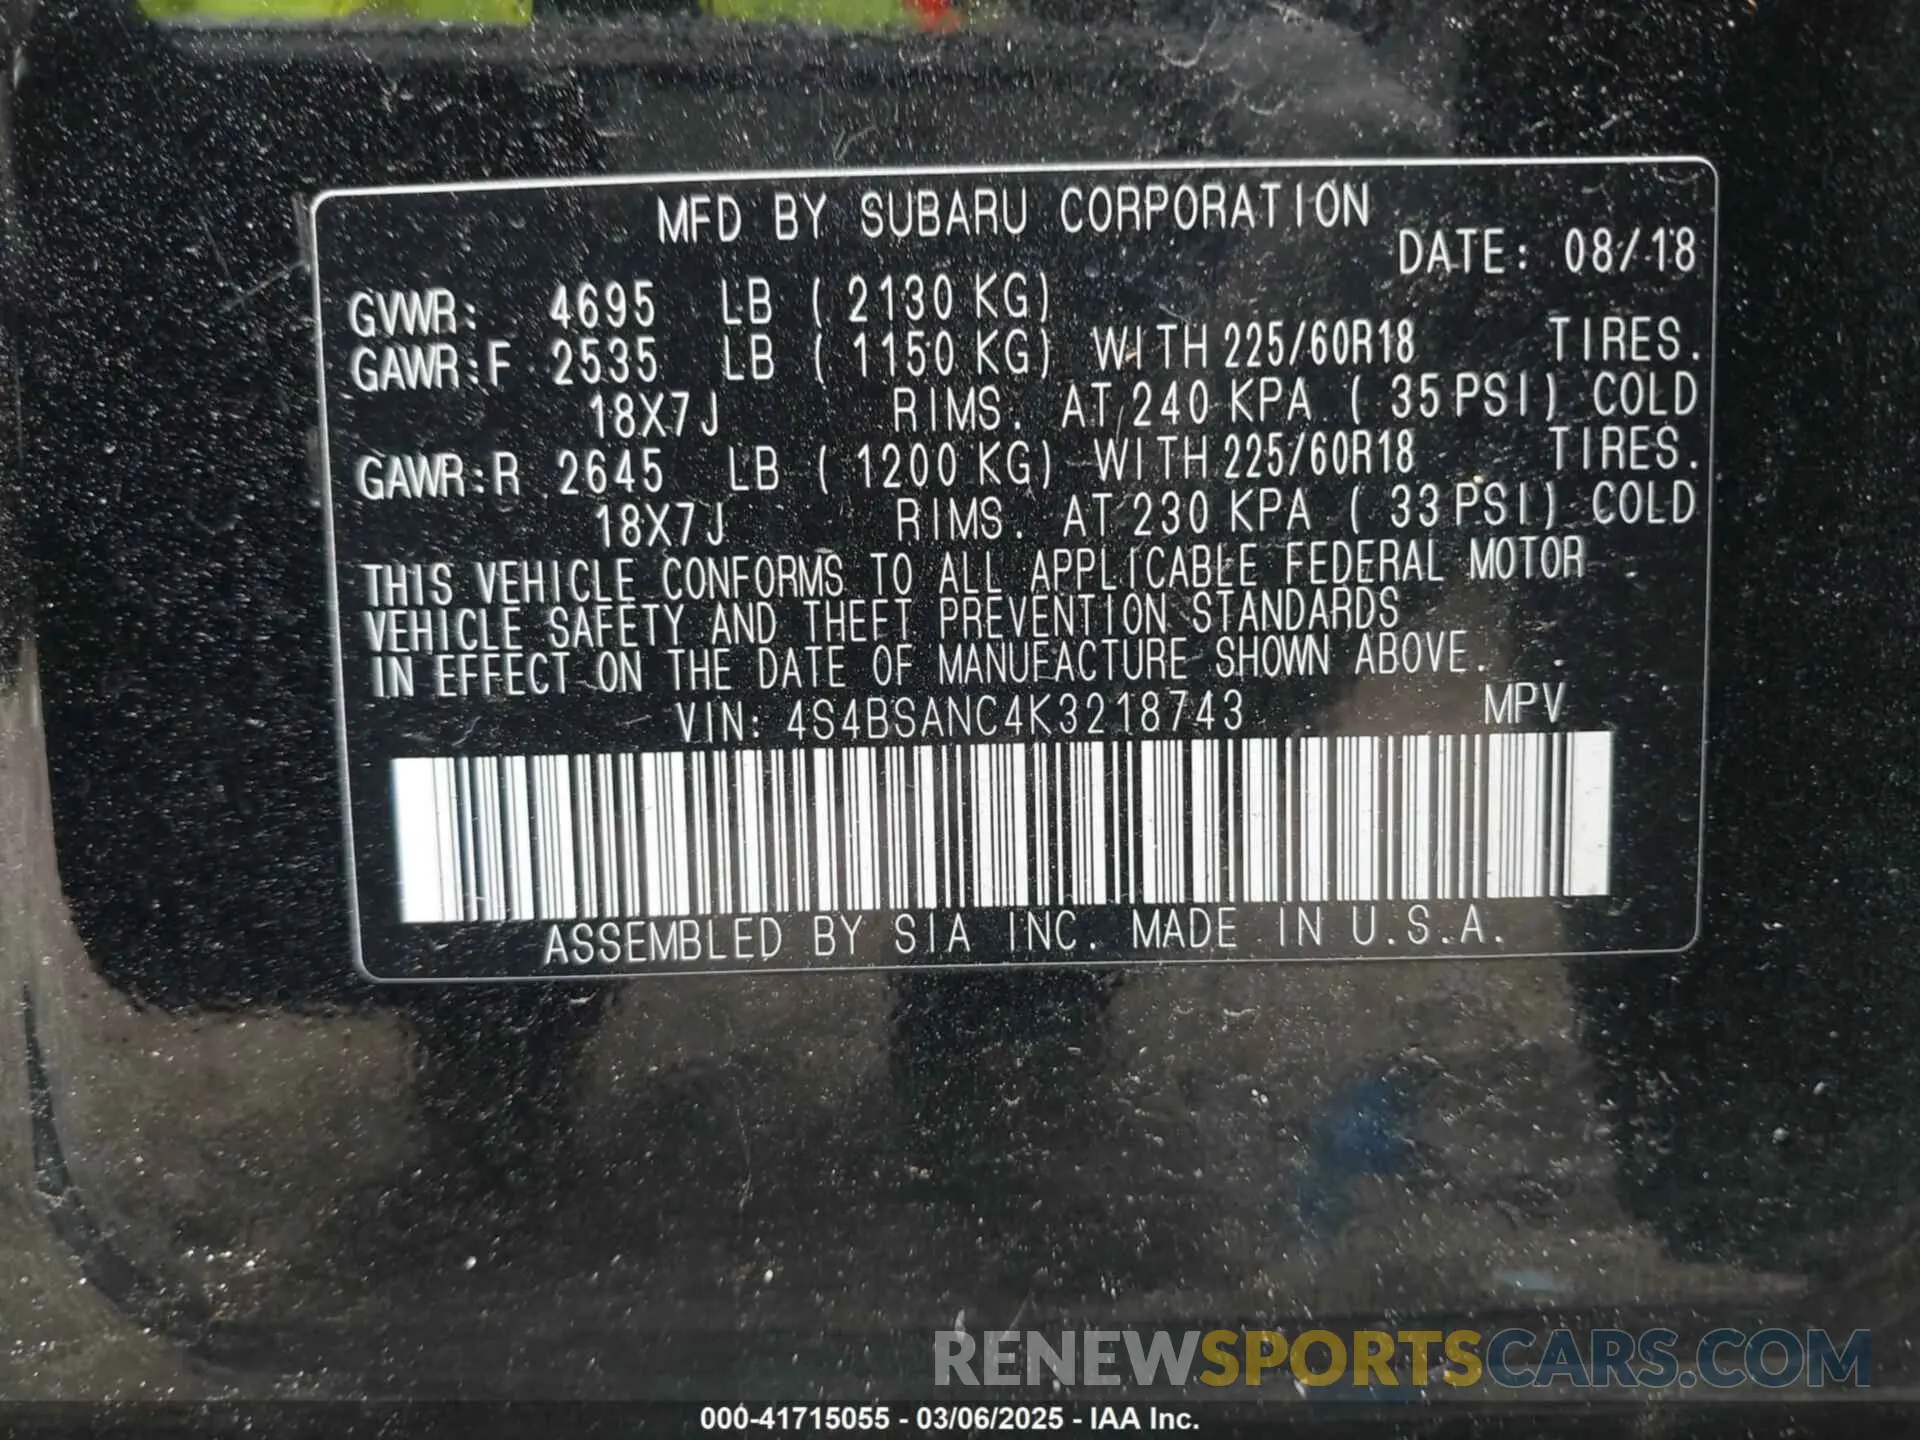 MFD BY SUBARU CORPORATION
DATE: 08/18
GVWR: 4695 LB ( 2130 KG)
GAWR:F 2535 LB ( 1150 KG) WITH 225/60R18 TIRES.
18X7J RIMS. AT 240 KPA ( 35 PSI) COLD
GAWR:R 2645 LB ( 1200 KG) WITH 225/60R18 TIRES.
18X7J RIMS. AT 230 KPA ( 33 PSI) COLD
THIS VEHICLE CONFORMS TO ALL APPLICABLE FEDERAL MOTOR
VEHICLE SAFETY AND THEFT PREVENTION STANDARDS
IN EFFECT ON THE DATE OF MANUFACTURE SHOWN ABOVE.
VIN: 4S4BSANC4K3218743 MPV
ASSEMBLED BY SIA INC. MADE IN U.S.A.
RENEWSPORTSCARS.COM
000-41715055 - 03/06/2025 - IAA Inc.